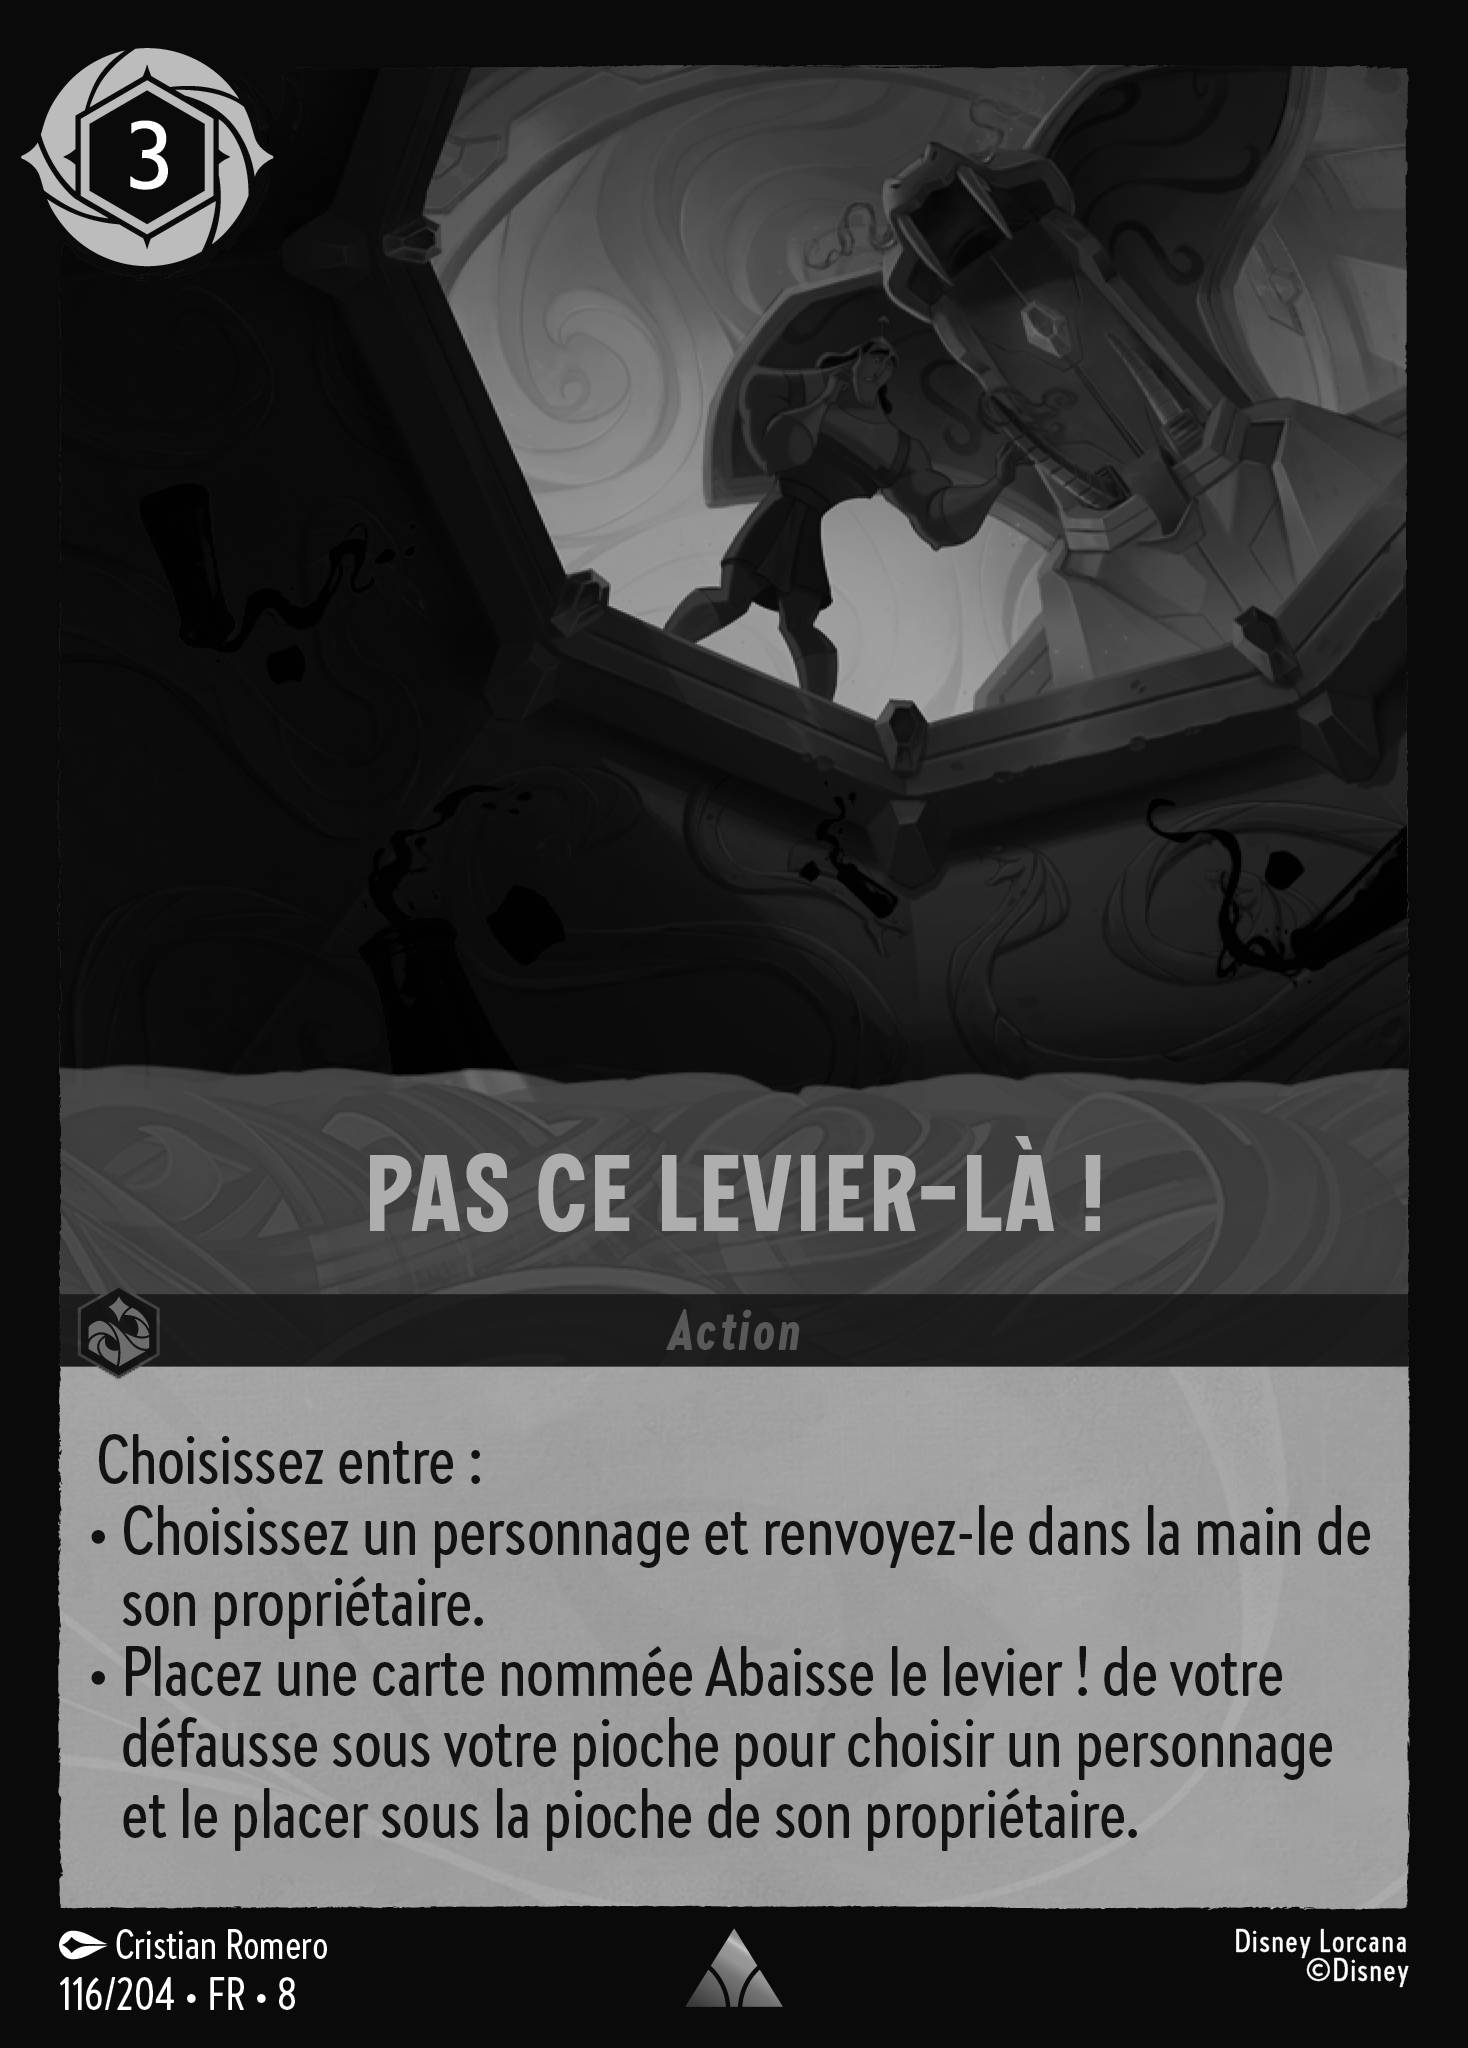 3
PAS CE LEVIER-LÀ !
Action
Choisissez entre :
• Choisissez un personnage et renvoyez-le dans la main de
son propriétaire.
• Placez une carte nommée Abaisse le levier ! de votre
défausse sous votre pioche pour choisir un personnage
et le placer sous la pioche de son propriétaire.
Cristian Romero
116/204 • FR • 8
Disney Lorcana
©Disney